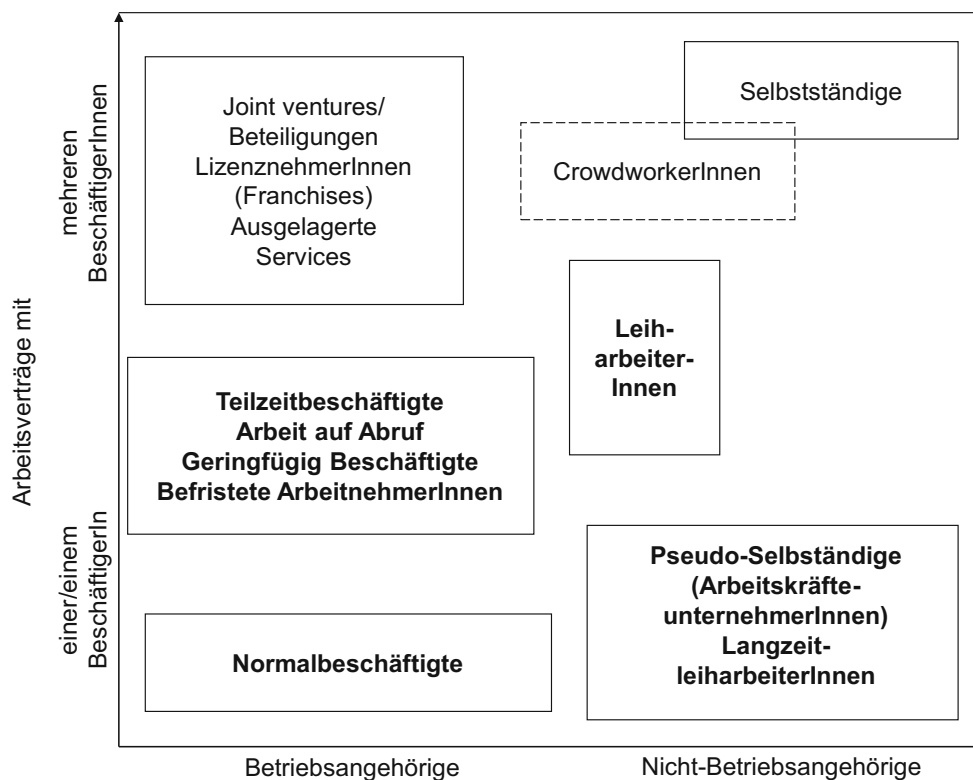 Arbeitsverträge mit
mehreren
BeschäftigerInnen
einer/einem
BeschäftigerIn
Joint ventures/
Beteiligungen
LizenznehmerInnen
(Franchises)
Ausgelagerte
Services
Selbstständige
CrowdworkerInnen
Leih-
arbeiter-
Innen
Teilzeitbeschäftigte
Arbeit auf Abruf
Geringfügig Beschäftigte
Befristete ArbeitnehmerInnen
Pseudo-Selbständige
(Arbeitskräfte-
unternehmerInnen)
Langzeit-
leiharbeiterInnen
Normalbeschäftigte
Betriebsangehörige
Nicht-Betriebsangehörige